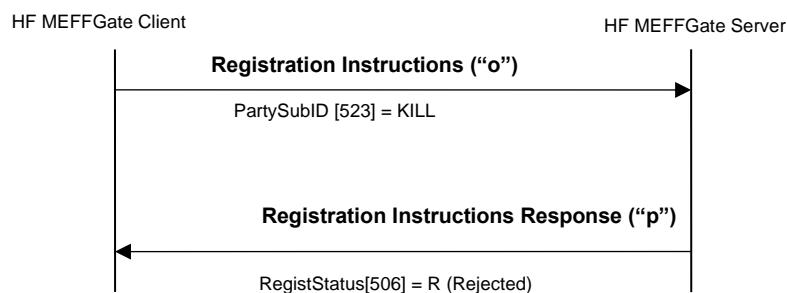 HF MEFFGate Client
HF MEFFGate Server
Registration Instructions (“o”)
PartySubID [523] = KILL
Registration Instructions Response (“p”)
RegistStatus[506] = R (Rejected)